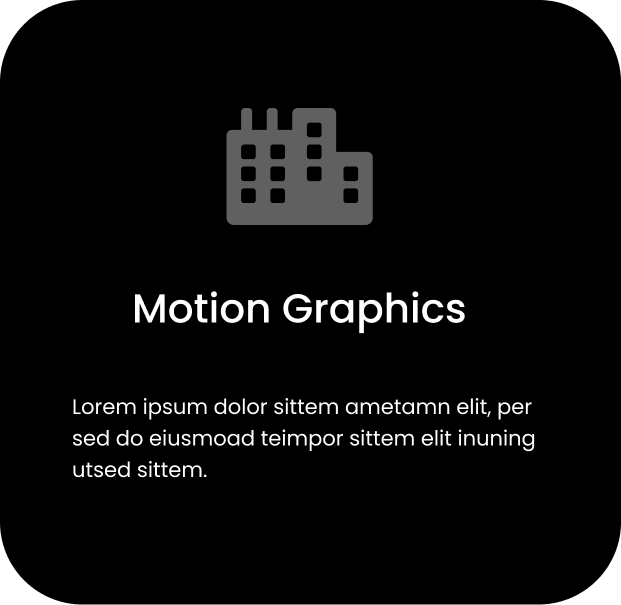 Motion Graphics
Lorem ipsum dolor sittem ametamn elit, per
sed do eiusmoad teimpor sittem elit inuning
utsed sittem.